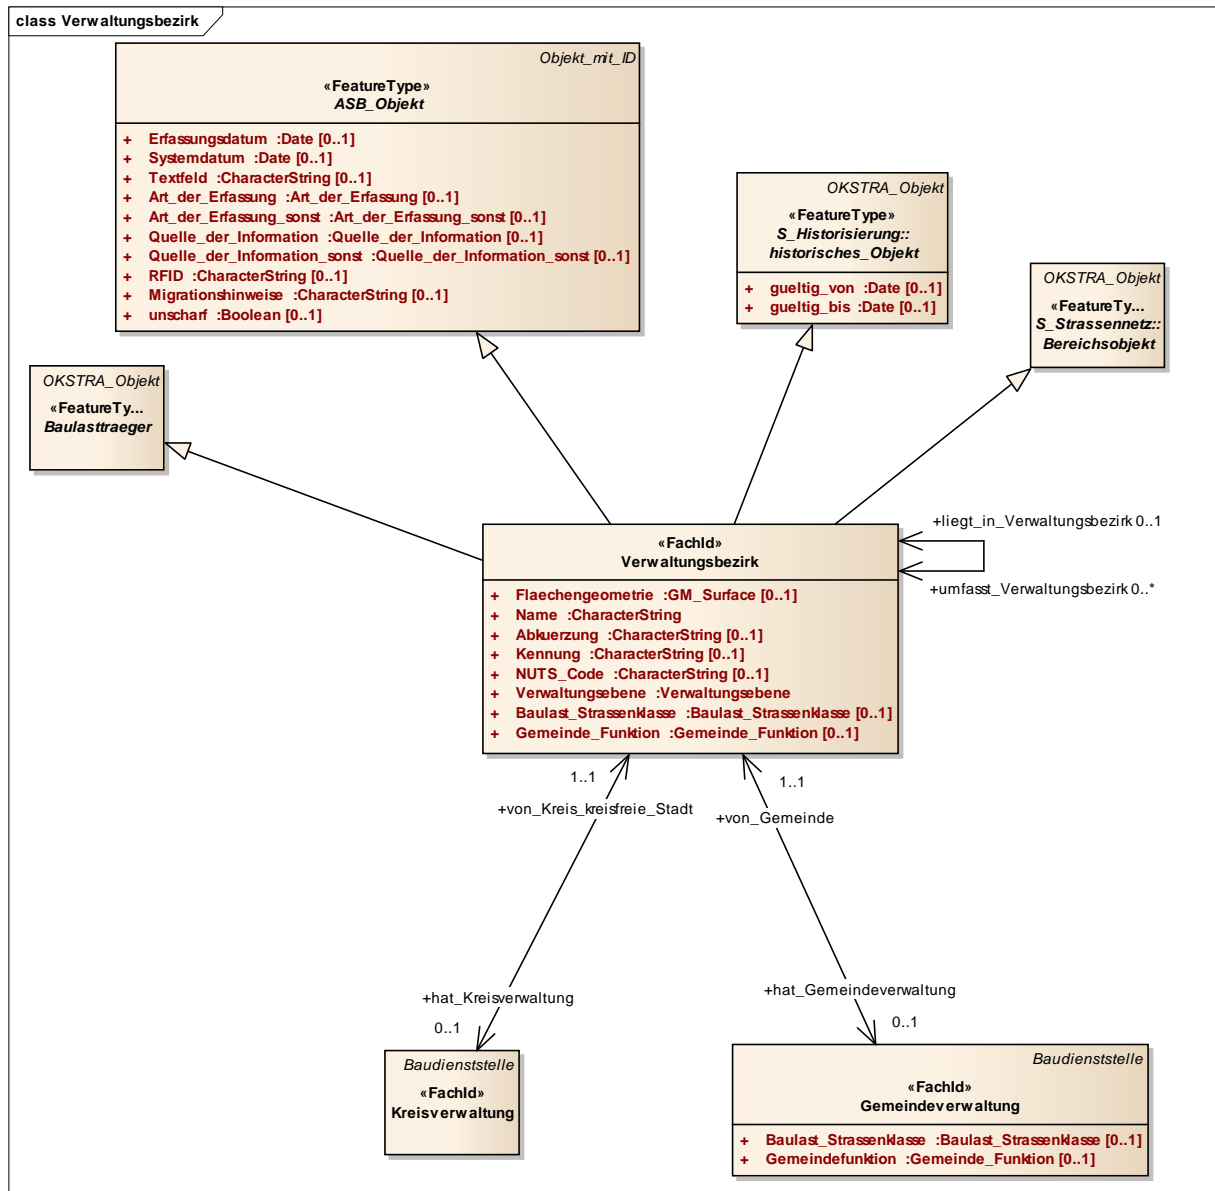 class Verwaltungsbezirk
Objekt_mit_ID
«FeatureType»
ASB_Objekt
+ Erfassungsdatum :Date [0..1]
+ Systemdatum :Date [0..1]
+ Textfeld :CharacterString [0..1]
+ Art_der_Erfassung :Art_der_Erfassung [0..1]
+ Art_der_Erfassung_sonst :Art_der_Erfassung_sonst [0..1]
+ Quelle_der_Information :Quelle_der_Information [0..1]
+ Quelle_der_Information_sonst :Quelle_der_Information_sonst [0..1]
+ RFID :CharacterString [0..1]
+ Migrationshinweise :CharacterString [0..1]
+ unscharf :Boolean [0..1]
OKSTRA_Objekt
«FeatureType»
S_Historisierung::
historisches_Objekt
+ gueltig_von :Date [0..1]
+ gueltig_bis :Date [0..1]
OKSTRA_Objekt
«FeatureTy...
S_Strassennetz::
Bereichsobjekt
OKSTRA_Objekt
«FeatureTy...
Baulasttraeger
«FachId»
Verwaltungsbezirk
+ Flaechengeometrie :GM_Surface [0..1]
+ Name :CharacterString
+ Abkuerzung :CharacterString [0..1]
+ Kennung :CharacterString [0..1]
+ NUTS_Code :CharacterString [0..1]
+ Verwaltungsebene :Verwaltungsebene
+ Baulast_Strassenklasse :Baulast_Strassenklasse [0..1]
+ Gemeinde_Funktion :Gemeinde_Funktion [0..1]
+liegt_in_Verwaltungsbezirk 0..1
+umfasst_Verwaltungsbezirk 0..*
1..1
+von_Kreis_kreisfreie_Stadt
1..1
+von_Gemeinde
+hat_Kreisverwaltung
0..1
+hat_Gemeindeverwaltung
0..1
Baudienststelle
«FachId»
Kreisverwaltung
Baudienststelle
«FachId»
Gemeindeverwaltung
+ Baulast_Strassenklasse :Baulast_Strassenklasse [0..1]
+ Gemeindefunktion :Gemeinde_Funktion [0..1]